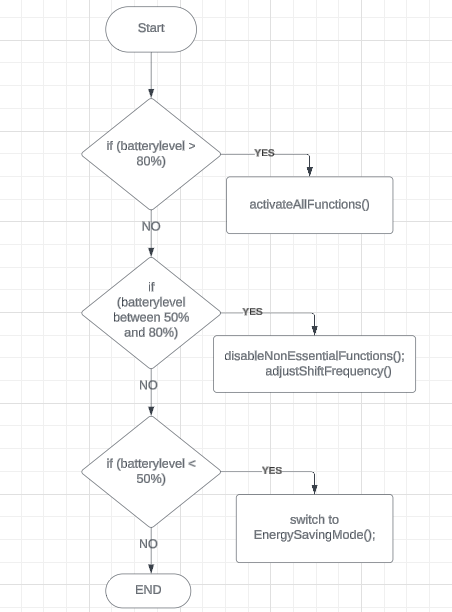 Start
if (batterylevel >
80%)
YES
activateAllFunctions()
NO
if
(batterylevel
between 50%
and 80%)
YES
disableNonEssentialFunctions();
adjustShiftFrequency()
NO
if (batterylevel <
50%)
YES
switch to
EnergySavingMode();
NO
END